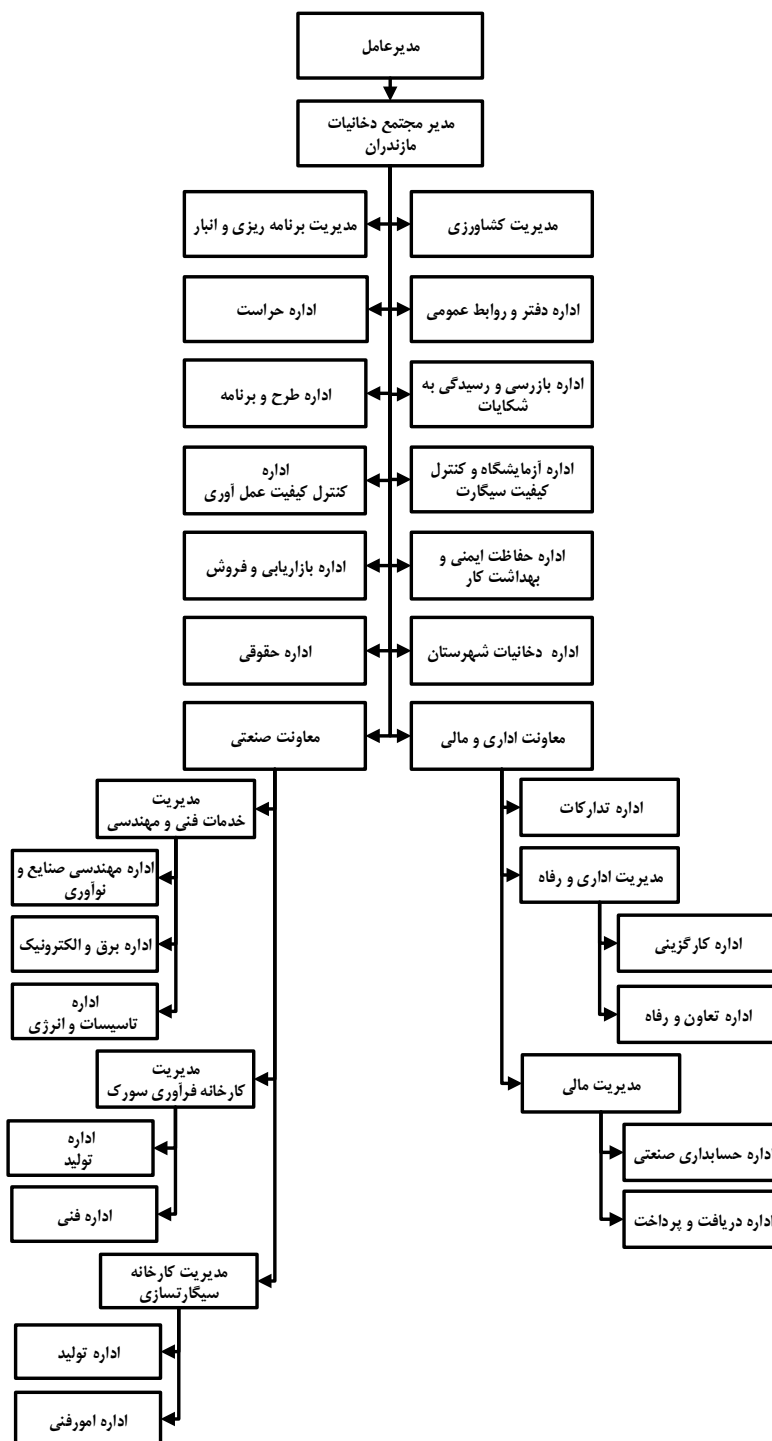 مدیرعامل
مدیر مجتمع دخانیات
مازندران
مدیریت کشاورزی
مدیریت برنامه ریزی و انبار
اداره دفتر و روابط عمومی
اداره حراست
اداره بازرسی و رسیدگی به
شکایات
اداره طرح و برنامه
اداره آزمایشگاه و کنترل
کیفیت سیگارت
اداره
کنترل کیفیت عمل آوری
اداره حفاظت ایمنی و
بهداشت کار
اداره بازاریابی و فروش
اداره دخانیات شهرستان
اداره حقوقی
معاونت اداری و مالی
معاونت صنعتی
اداره تدارکات
مدیریت اداری و رفاه
اداره کارگزینی
اداره تعاون و رفاه
مدیریت مالی
اداره حسابداری صنعتی
اداره دریافت و پرداخت
مدیریت
خدمات فنی و مهندسی
اداره مهندسی صنایع و
نوآوری
اداره برق و الکترونیک
اداره
تاسیسات و انرژی
مدیریت
کارخانه فرآوری سورک
اداره
تولید
اداره فنی
مدیریت کارخانه
سیگارتسازی
اداره تولید
اداره امورفنی